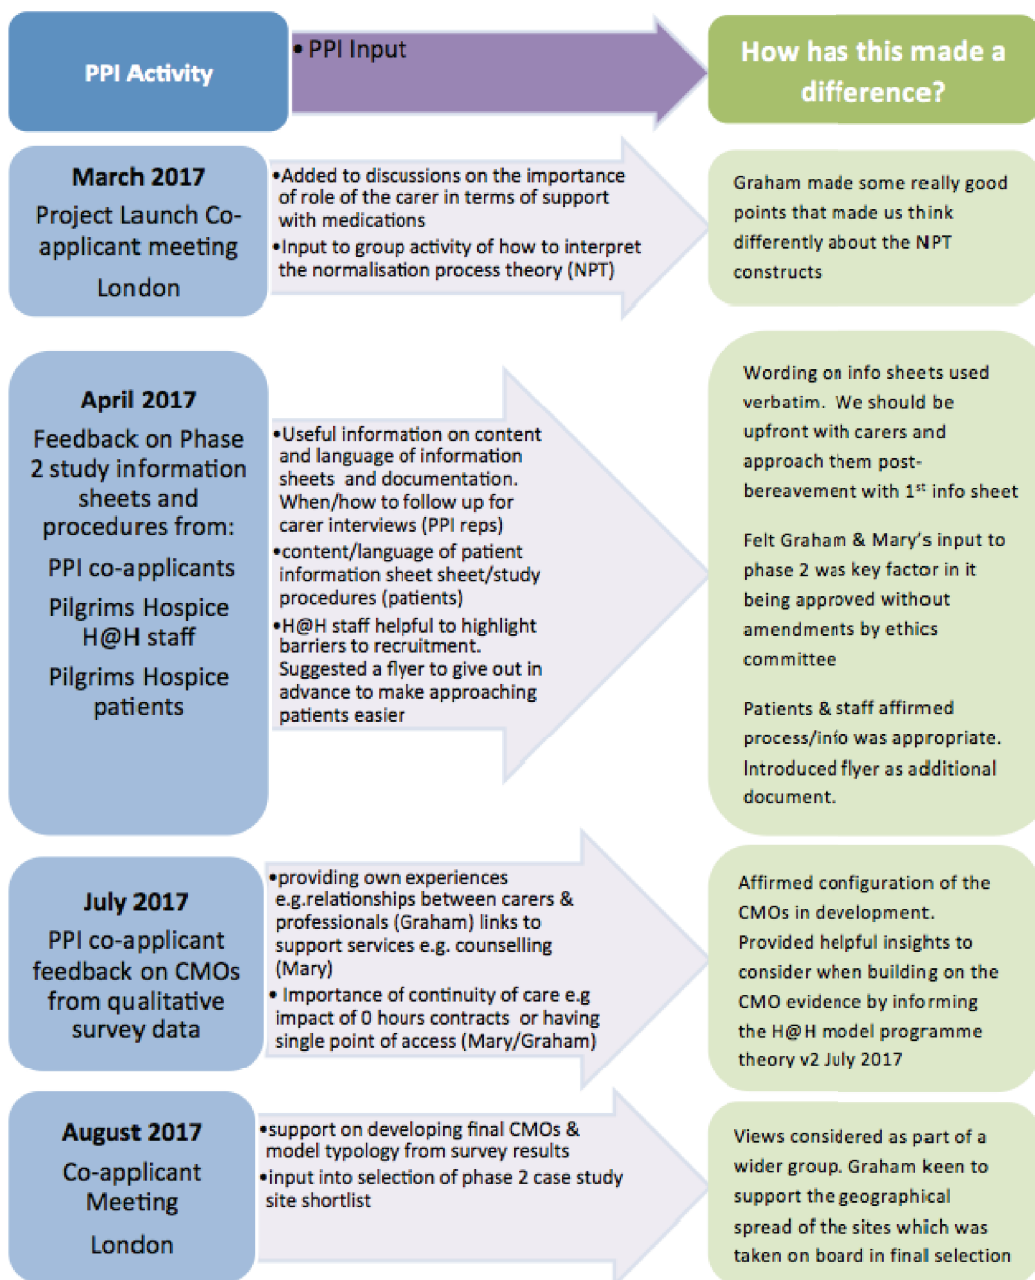 PPI Activity
• PPI Input
How has this made a
difference?
March 2017
Project Launch Co-
applicant meeting
London
•Added to discussions on the importance
of role of the carer in terms of support
with medications
•Input to group activity of how to interpret
the normalisation process theory (NPT)
Graham made some really good
points that made us think
differently about the NPT
constructs
April 2017
Feedback on Phase
2 study information
sheets and
procedures from:
PPI co-applicants
Pilgrims Hospice
H@H staff
Pilgrims Hospice
patients
•Useful information on content
and language of information
sheets and documentation.
When/how to follow up for
carer interviews (PPI reps)
•content/language of patient
information sheet sheet/study
procedures (patients)
•H@H staff helpful to highlight
barriers to recruitment.
Suggested a flyer to give out in
advance to make approaching
patients easier
Wording on info sheets used
verbatim. We should be
upfront with carers and
approach them post-
bereavement with 1st info sheet
Felt Graham & Mary's input to
phase 2 was key factor in it
being approved without
amendments by ethics
committee
Patients & staff affirmed
process/info was appropriate.
Introduced flyer as additional
document.
July 2017
PPI co-applicant
feedback on CMOs
from qualitative
survey data
•providing own experiences
e.g.relationships between carers &
professionals (Graham) links to
support services e.g. counselling
(Mary)
• Importance of continuity of care e.g
impact of 0 hours contracts or having
single point of access (Mary/Graham)
Affirmed configuration of the
CMOs in development.
Provided helpful insights to
consider when building on the
CMO evidence by informing
the H@H model programme
theory v2 July 2017
August 2017
Co-applicant
Meeting
London
•support on developing final CMOs &
model typology from survey results
•input into selection of phase 2 case study
site shortlist
Views considered as part of a
wider group. Graham keen to
support the geographical
spread of the sites which was
taken on board in final selection